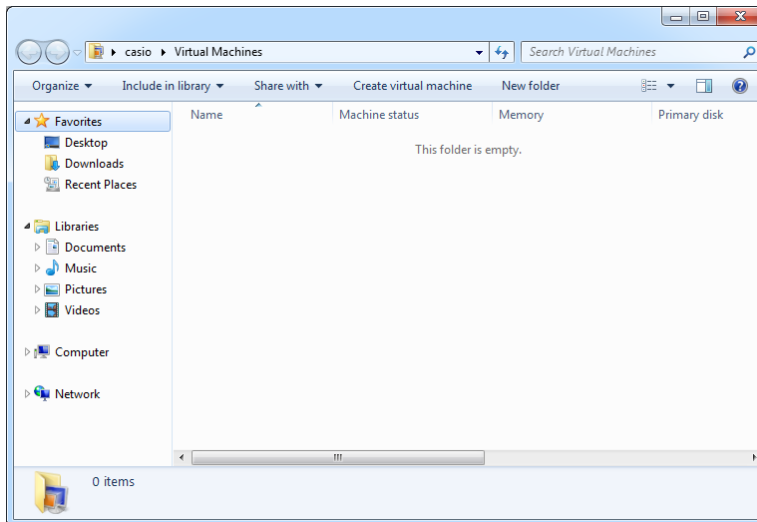 casio Virtual Machines Search Virtual Machines
Organize Include in library Share with Create virtual machine New folder
Name Machine status Memory Primary disk
This folder is empty.
Favorites
Desktop
Downloads
Recent Places
Libraries
Documents
Music
Pictures
Videos
Computer
Network
0 items